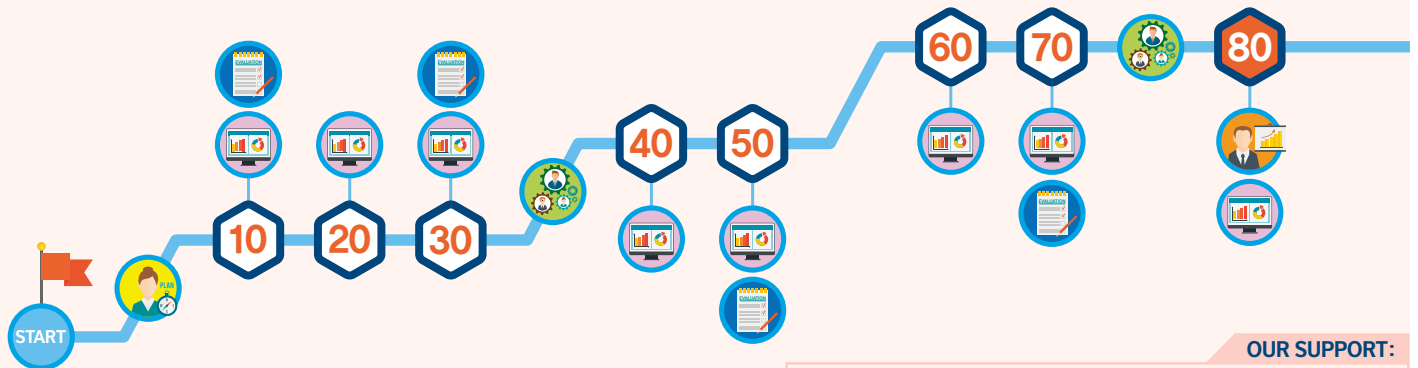 60
70
80
EVALUATION
EVALUATION
40
50
EVALUATION
10
20
30
PLAN
EVALUATION
START
OUR SUPPORT: